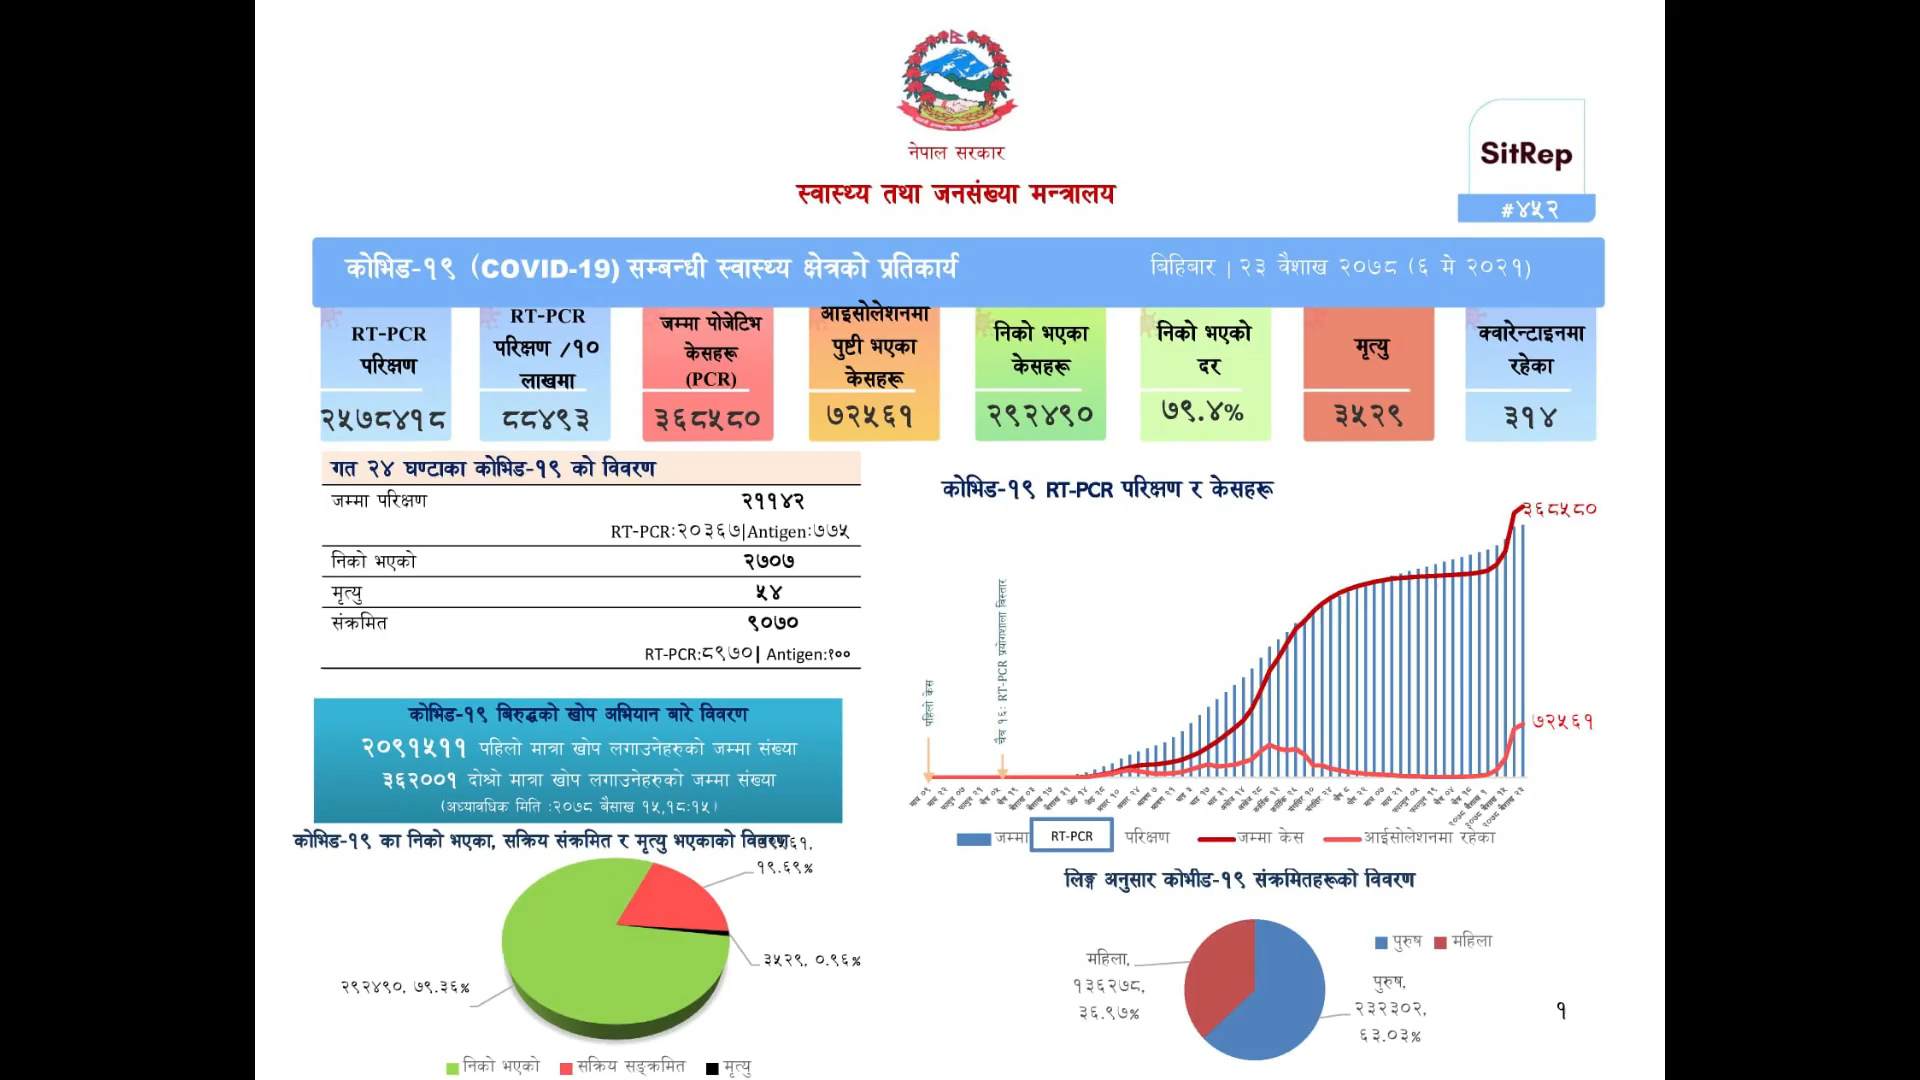 नेपाल सरकार
स्वास्थ्य तथा जनसंख्या मन्त्रालय
SitRep
#४५२
कोभिड-१९ (COVID-19) सम्बन्धी स्वास्थ्य क्षेत्रको प्रतिकार्य
बिहिबार | २३ वैशाख २०७८ (६ मे २०२१)
RT-PCR
परिक्षण
२५७८४१८
RT-PCR
परिक्षण /१०
लाखमा
८८४९३
जम्मा पोजेटिभ
केसहरू
(PCR)
३६८५८०
आइसोलेशनमा
पुष्टी भएका
केसहरू
७२५६१
निको भएका
केसहरू
२९२४९०
निको भएको
दर
७९.४%
मृत्यु
३५२९
क्वारेन्टाइनमा
रहेका
३१४
गत २४ घण्टाका कोभिड-१९ को विवरण
जम्मा परिक्षण २११४२
RT-PCR:२०३६७|Antigen:७७५
निको भएको २७०७
मृत्यु ५४
संक्रमित ९०७०
RT-PCR:८९७०| Antigen:१००
कोभिड-१९ बिरुद्धको खोप अभियान बारे विवरण
२०९१५११ पहिलो मात्रा खोप लगाउनेहरुको जम्मा संख्या
३६२००१ दोश्रो मात्रा खोप लगाउनेहरुको जम्मा संख्या
(अध्यावधिक मिति :२०७८ बैसाख १५,१८:१५)
कोभिड-१९ RT-PCR परिक्षण र केसहरू
३६८५८०
७२५६१
पहिलो केस
चैत्र १६: RT-PCR प्रयोगशाला बिस्तार
जम्मा RT-PCR परिक्षण
जम्मा केस
आईसोलेशनमा रहेका
कोभिड-१९ का निको भएका, सक्रिय संक्रमित र मृत्यु भएकाको विवरण
१९.६९%
३५२९, ०.९६%
२९२४९०, ७९.३६%
निको भएको
सक्रिय सङ्क्रमित
मृत्यु
लिङ्ग अनुसार कोभीड-१९ संक्रमितहरूको विवरण
पुरुष
महिला
महिला,
१३६२७८,
३६.९७%
पुरुष,
२३२३०२,
६३.०३%
१